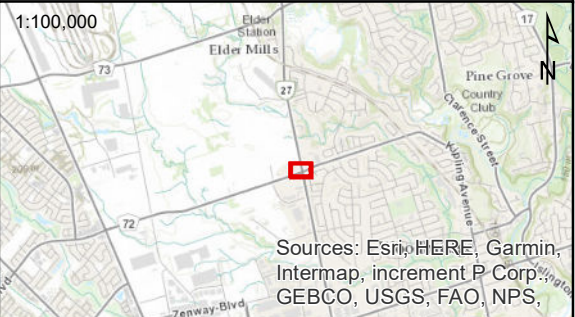 1:100,000
Elder
Station
Elder Mills
17
N
73
27
Pine Grove
Country
Club
Clarence Street
Kipling Avenue
72
Zenway-Blvd
Islington
Sources: Esri, HERE, Garmin,
Intermap, increment P Corp.,
GEBCO, USGS, FAO, NPS,